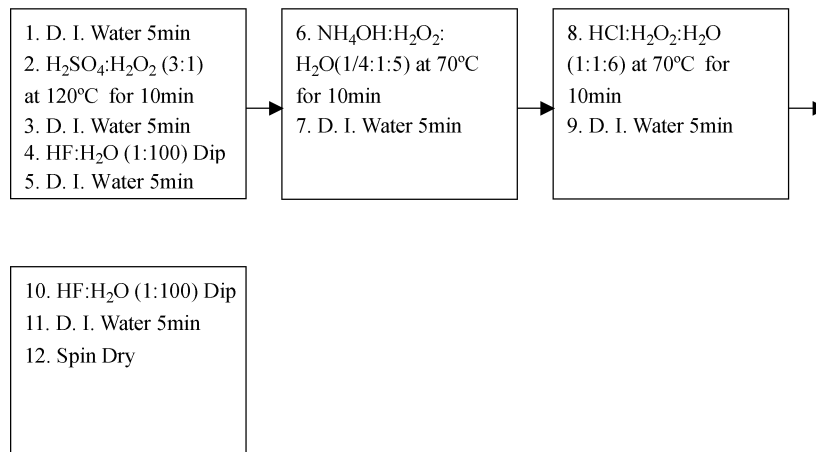 1. D. I. Water 5min
2. H₂SO₄:H₂O₂ (3:1)
at 120ºC for 10min
3. D. I. Water 5min
4. HF:H₂O (1:100) Dip
5. D. I. Water 5min
6. NH₄OH:H₂O₂:
H₂O(1/4:1:5) at 70ºC
for 10min
7. D. I. Water 5min
8. HCl:H₂O₂:H₂O
(1:1:6) at 70ºC for
10min
9. D. I. Water 5min
10. HF:H₂O (1:100) Dip
11. D. I. Water 5min
12. Spin Dry